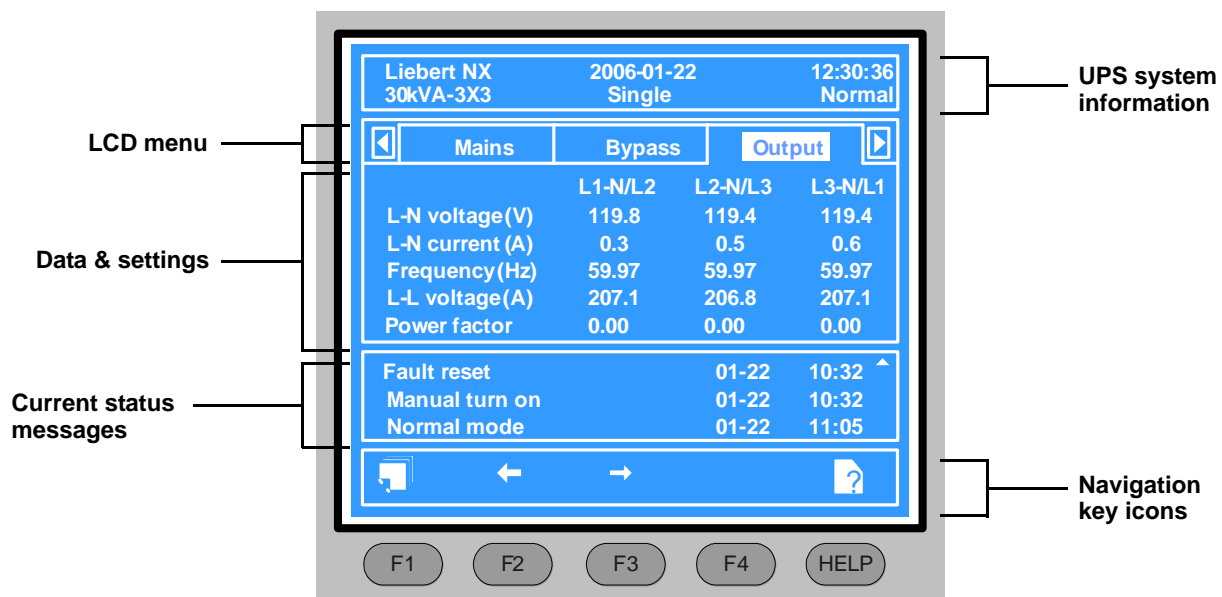 Liebert NX 2006-01-22 12:30:36
30kVA-3X3 Single Normal
UPS system
information
LCD menu
Mains Bypass Output
L1-N/L2 L2-N/L3 L3-N/L1
L-N voltage(V) 119.8 119.4 119.4
L-N current (A) 0.3 0.5 0.6
Data & settings
Frequency(Hz) 59.97 59.97 59.97
L-L voltage(A) 207.1 206.8 207.1
Power factor 0.00 0.00 0.00
Current status
messages
Fault reset 01-22 10:32
Manual turn on 01-22 10:32
Normal mode 01-22 11:05
?
Navigation
key icons
F1 F2 F3 F4 HELP